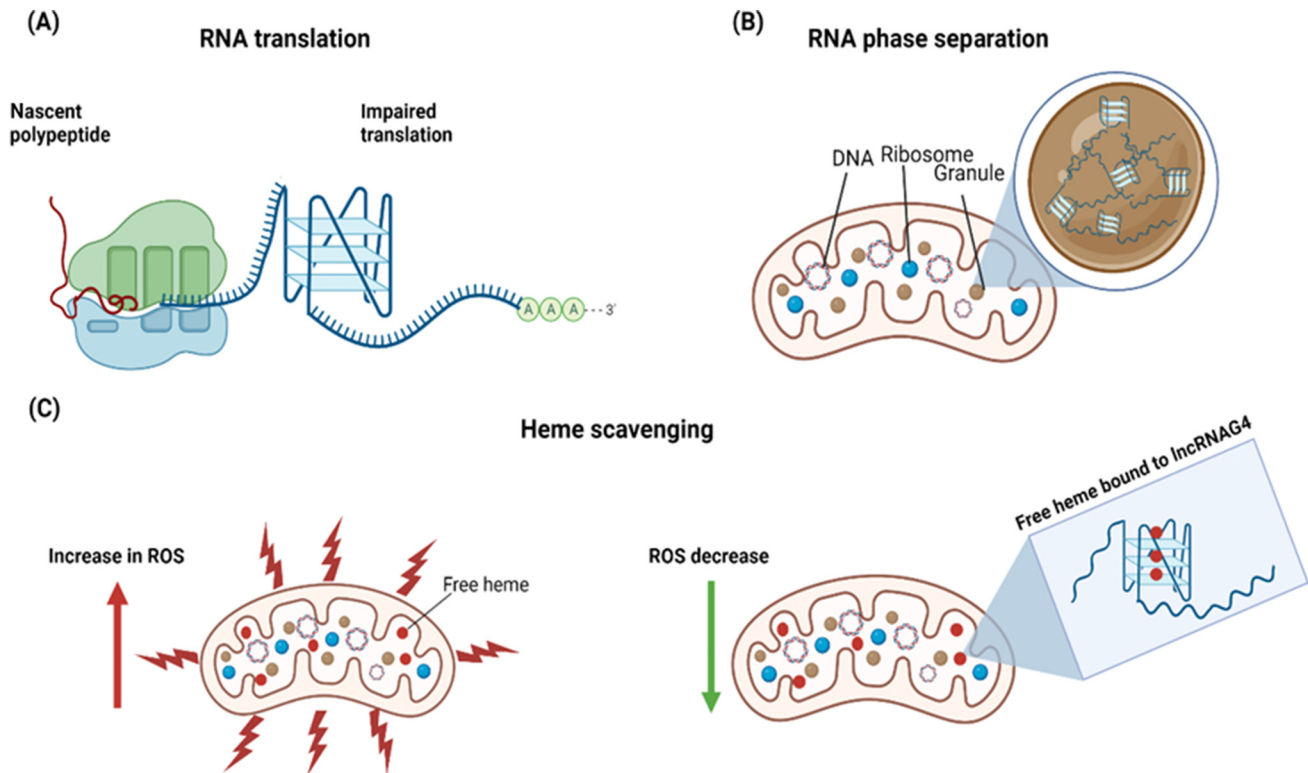 (A)
RNA translation
Nascent
polypeptide
Impaired
translation
A A A ---3'
(B)
RNA phase separation
DNA
Ribosome
Granule
(C)
Heme scavenging
Increase in ROS
Free heme
ROS decrease
Free heme bound to lncRNAG4